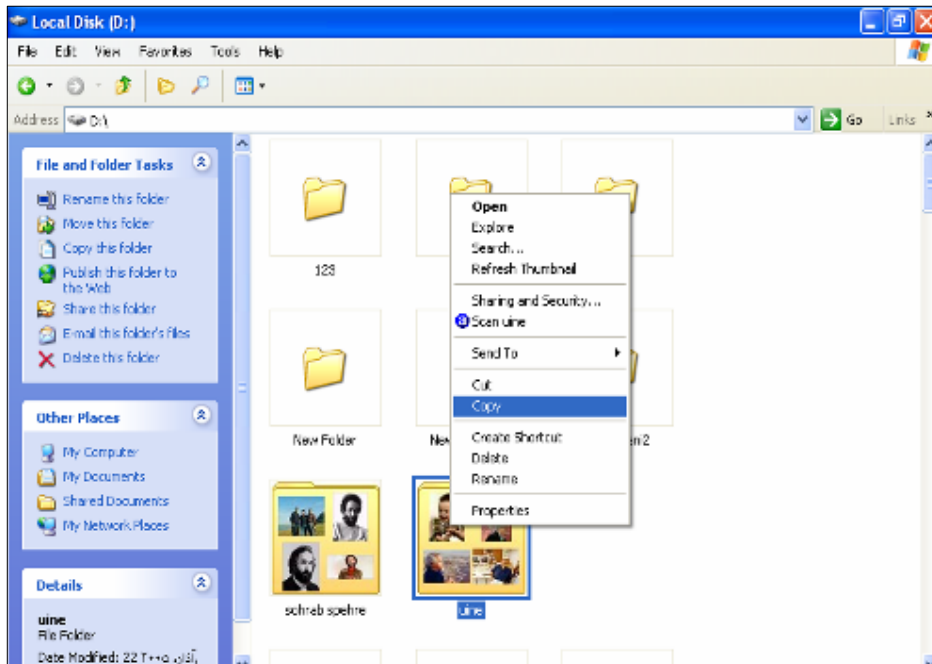 Local Disk (D:)
File Edit View Favorites Tools Help
Address D:\ Go Links »
File and Folder Tasks
Rename this folder
Move this folder
Copy this folder
Publish this folder to
the Web
Share this folder
E-mail this folder's files
Delete this folder
Other Places
My Computer
My Documents
Shared Documents
My Network Places
Details
uine
File Folder
Date Modified: 22
123
New Folder
New
2
sohrab spehre
uine
Open
Explore
Search...
Refresh Thumbnail
Sharing and Security...
Scan uine
Send To
Cut
Copy
Create Shortcut
Delete
Rename
Properties